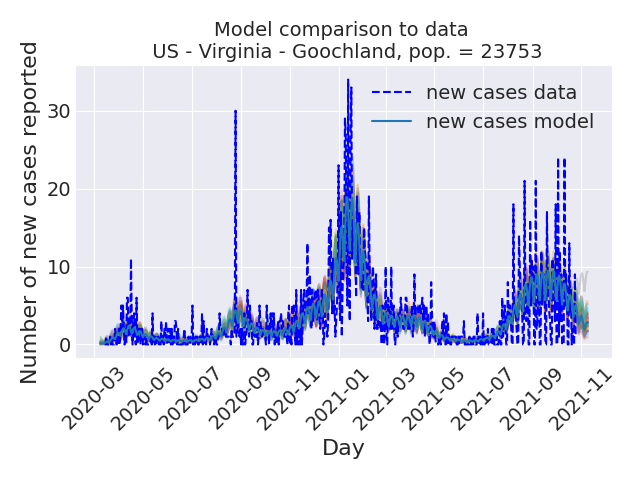 Model comparison to data
US - Virginia - Goochland, pop. = 23753
new cases data
new cases model
Number of new cases reported
30
20
10
0
2020-03
2020-05
2020-07
2020-09
2020-11
2021-01
2021-03
2021-05
2021-07
2021-09
2021-11
Day